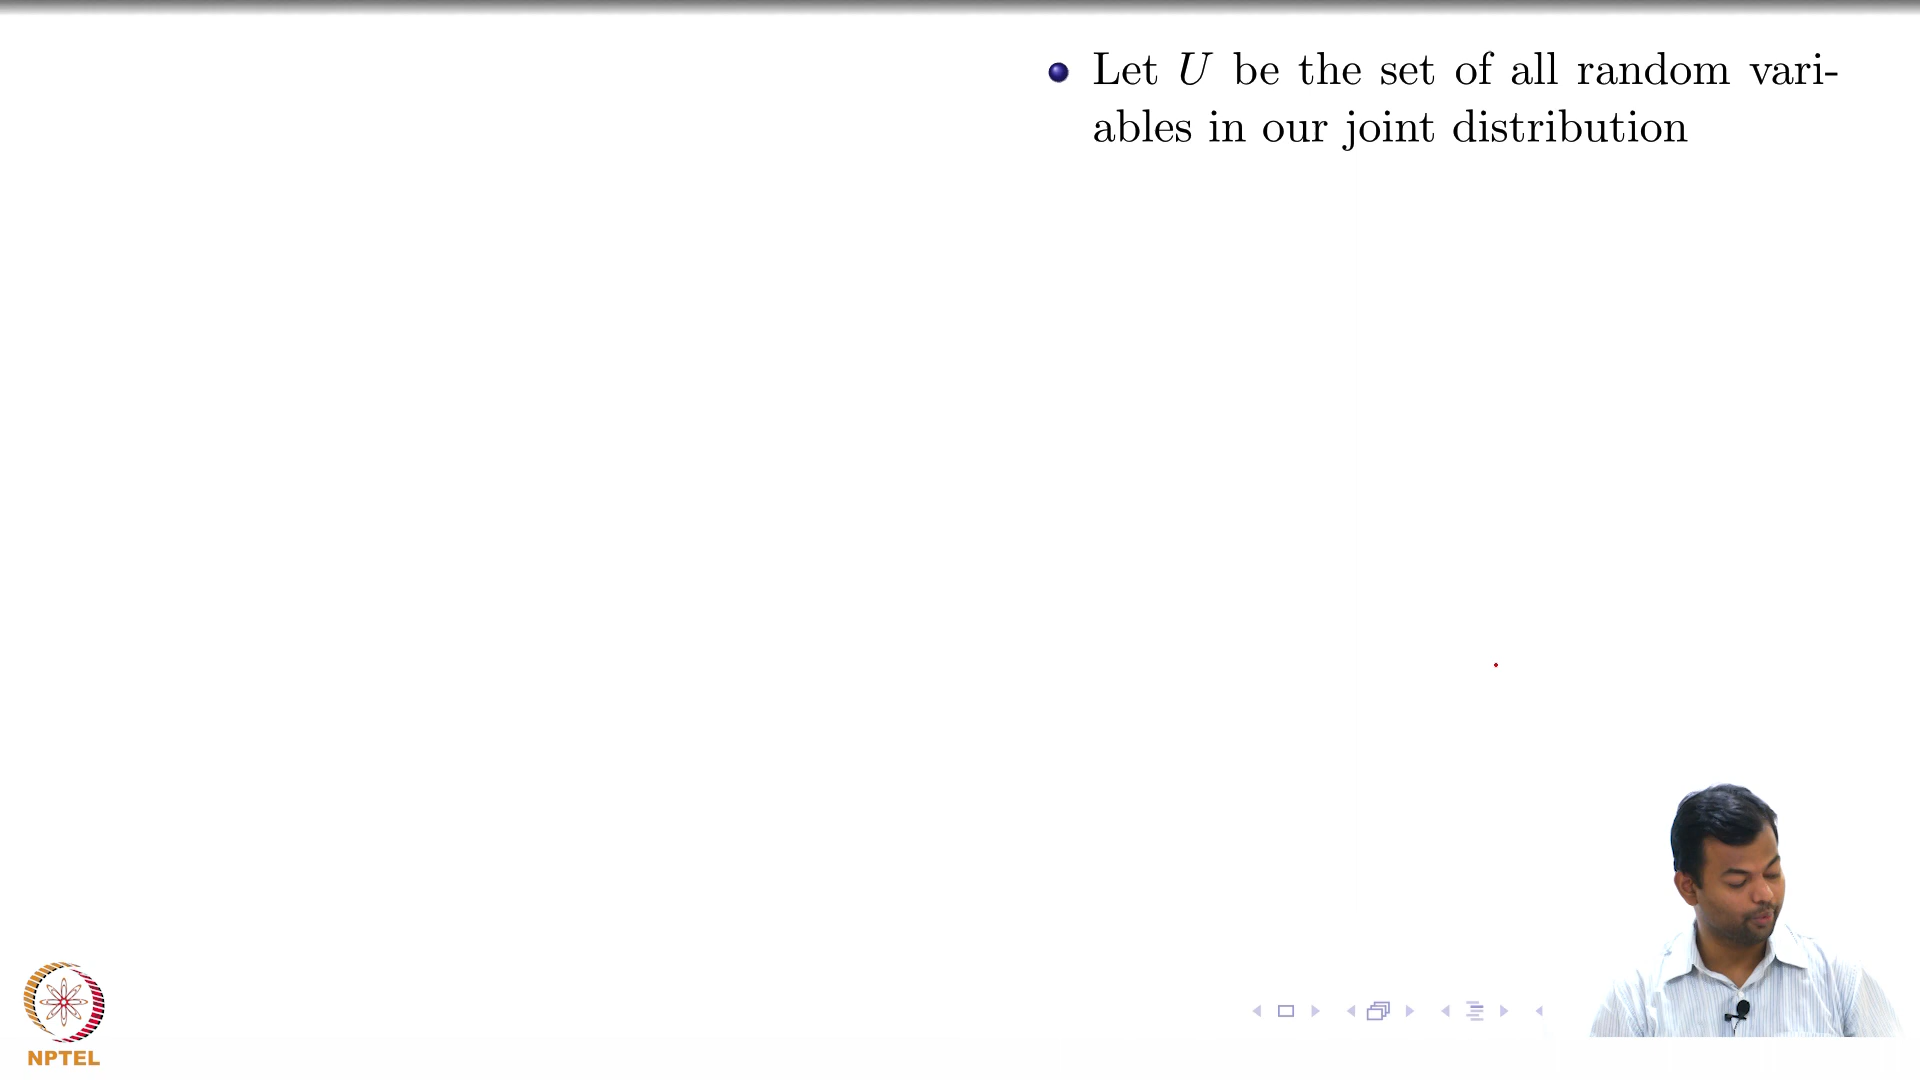 Let U be the set of all random vari-
ables in our joint distribution
NPTEL